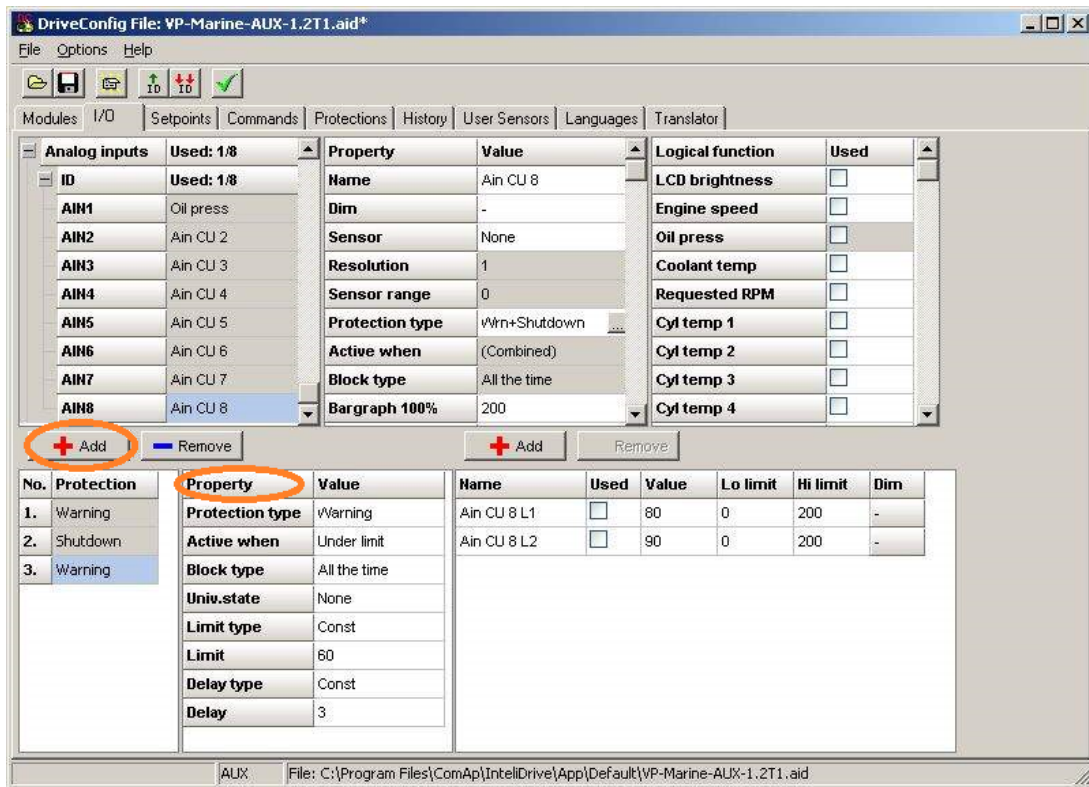 DriveConfig File: VP-Marine-AUX-1.2T1.aid*
File Options Help
ID ID
Modules I/O Setpoints Commands Protections History User Sensors Languages Translator
Analog inputs Used: 1/8 Property Value Logical function Used
ID Used: 1/8 Name Ain CU 8 LCD brightness
AIN1 Oil press Dim - Engine speed
AIN2 Ain CU 2 Sensor None Oil press
AIN3 Ain CU 3 Resolution 1 Coolant temp
AIN4 Ain CU 4 Sensor range 0 Requested RPM
AIN5 Ain CU 5 Protection type Wrn+Shutdown ... Cyl temp 1
AIN6 Ain CU 6 Active when (Combined) Cyl temp 2
AIN7 Ain CU 7 Block type All the time Cyl temp 3
AIN8 Ain CU 8 Bargraph 100% 200 Cyl temp 4
Add Remove Add Remove
No. Protection Property Value Name Used Value Lo limit Hi limit Dim
1. Warning Protection type Warning Ain CU 8 L1 80 0 200 -
2. Shutdown Active when Under limit Ain CU 8 L2 90 0 200 -
3. Warning Block type All the time
Univ.state None
Limit type Const
Limit 60
Delay type Const
Delay 3
AUX File: C:\Program Files\ComAp\InteliDrive\App\Default\VP-Marine-AUX-1.2T1.aid